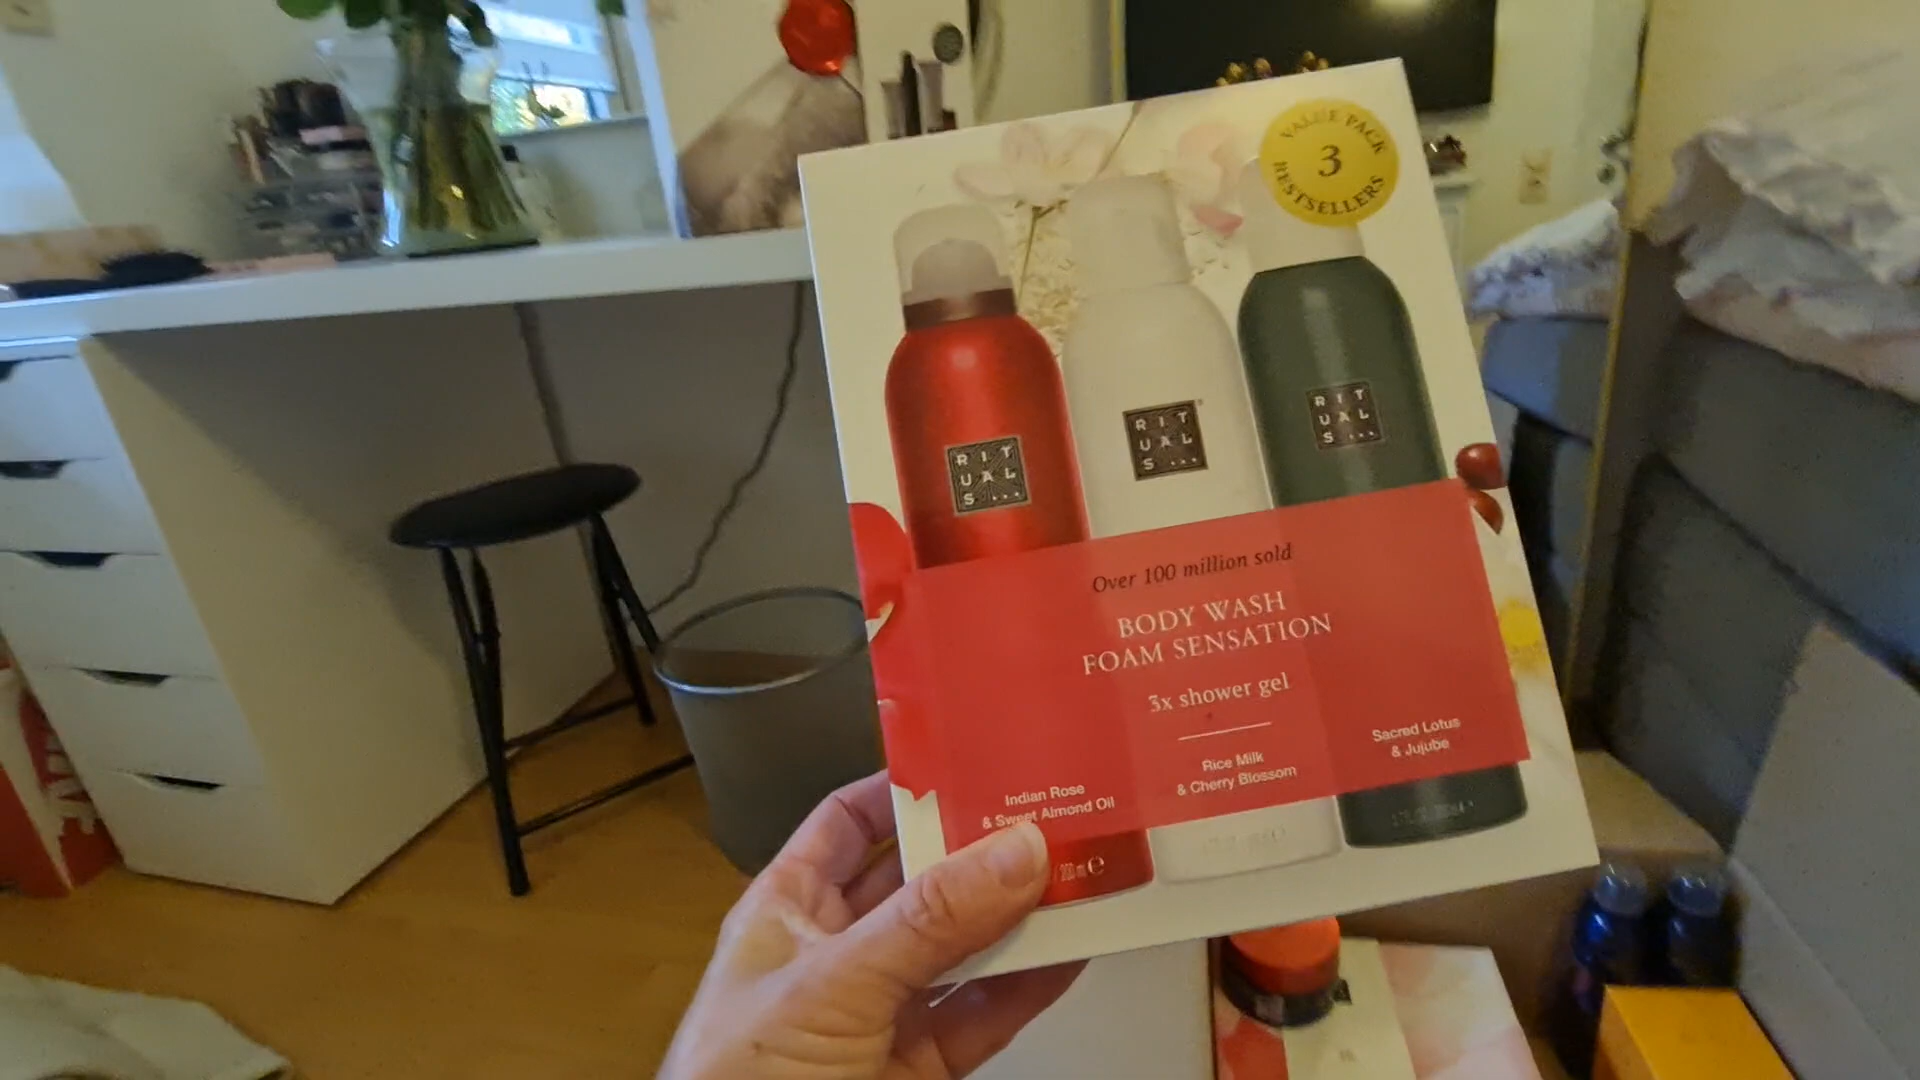 VALUE PACK
3
BESTSELLERS
RIT
UAL
S...
RIT
UAL
S...
RIT
UAL
S...
Over 100 million sold
BODY WASH
FOAM SENSATION
3x shower gel
Indian Rose
& Sweet Almond Oil
Rice Milk
& Cherry Blossom
Sacred Lotus
& Jujube